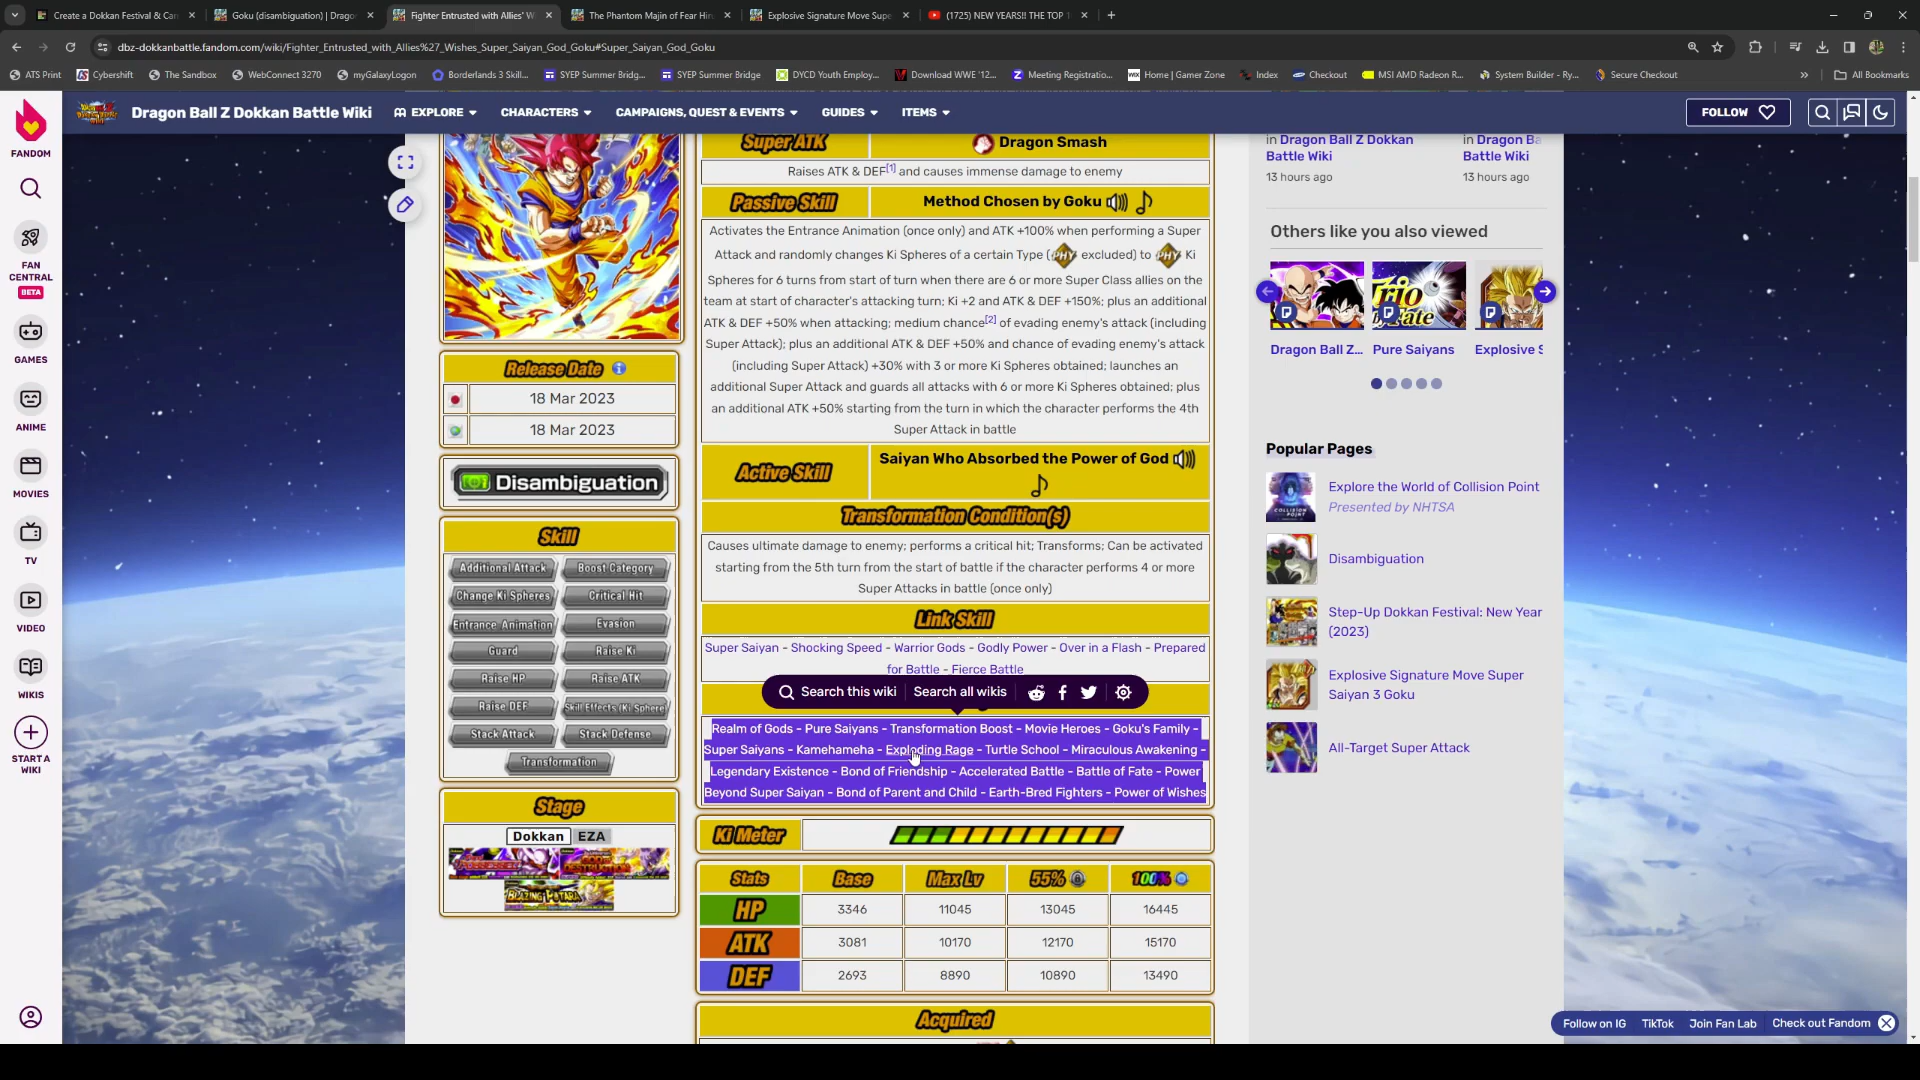 Create a Dokkan Festival & Car
Goku (disambiguation) | Drago
Fighter Entrusted with Allies' W
The Phantom Majin of Fear Hir
Explosive Signature Move Supe
(1725) NEW YEARS!! THE TOP 1
dbz-dokkanbattle.fandom.com/wiki/Fighter_Entrusted_with_Allies%27_Wishes_Super_Saiyan_God_Goku#Super_Saiyan_God_Goku
ATS Print
Cybershift
The Sandbox
WebConnect 3270
myGalaxyLogon
Borderlands 3 Skill...
SYEP Summer Bridg...
SYEP Summer Bridge
DYCD Youth Employ...
Download WWE '12...
Meeting Registratio...
Home | Gamer Zone
Index
Checkout
MSI AMD Radeon R...
System Builder - Ry...
Secure Checkout
»
All Bookmarks
Dragon Ball Z Dokkan Battle Wiki
EXPLORE
CHARACTERS
CAMPAIGNS, QUEST & EVENTS
GUIDES
ITEMS
FOLLOW
FANDOM
FAN CENTRAL
BETA
GAMES
ANIME
MOVIES
TV
VIDEO
WIKIS
START A WIKI
Release Date
18 Mar 2023
18 Mar 2023
Disambiguation
Skill
Additional Attack
Boost Category
Change Ki Spheres
Critical Hit
Entrance Animation
Evasion
Guard
Raise Ki
Raise HP
Raise ATK
Raise DEF
Skill Effects (Ki Sphere)
Stack Attack
Stack Defense
Transformation
Stage
Dokkan
EZA
BLAZING POTARA
Super ATK
Dragon Smash
Raises ATK & DEF[1] and causes immense damage to enemy
Passive Skill
Method Chosen by Goku
Activates the Entrance Animation (once only) and ATK +100% when performing a Super
Attack and randomly changes Ki Spheres of a certain Type (PHY excluded) to PHY Ki
Spheres for 6 turns from start of turn when there are 6 or more Super Class allies on the
team at start of character's attacking turn; Ki +2 and ATK & DEF +150%; plus an additional
ATK & DEF +50% when attacking; medium chance[2] of evading enemy's attack (including
Super Attack); plus an additional ATK & DEF +50% and chance of evading enemy's attack
(including Super Attack) +30% with 3 or more Ki Spheres obtained; launches an
additional Super Attack and guards all attacks with 6 or more Ki Spheres obtained; plus
an additional ATK +50% starting from the turn in which the character performs the 4th
Super Attack in battle
Active Skill
Saiyan Who Absorbed the Power of God
Transformation Condition(s)
Causes ultimate damage to enemy; performs a critical hit; Transforms; Can be activated
starting from the 5th turn from the start of battle if the character performs 4 or more
Super Attacks in battle (once only)
Link Skill
Super Saiyan - Shocking Speed - Warrior Gods - Godly Power - Over in a Flash - Prepared
for Battle - Fierce Battle
Search this wiki
Search all wikis
Realm of Gods - Pure Saiyans - Transformation Boost - Movie Heroes - Goku's Family -
Super Saiyans - Kamehameha - Exploding Rage - Turtle School - Miraculous Awakening -
Legendary Existence - Bond of Friendship - Accelerated Battle - Battle of Fate - Power
Beyond Super Saiyan - Bond of Parent and Child - Earth-Bred Fighters - Power of Wishes
Ki Meter
Stats Base Max Lv 55% 100%
HP 3346 11045 13045 16445
ATK 3081 10170 12170 15170
DEF 2693 8890 10890 13490
Acquired
in Dragon Ball Z Dokkan
Battle Wiki
13 hours ago
in Dragon Ba
Battle Wiki
13 hours ago
Others like you also viewed
Dragon Ball Z...
Pure Saiyans
Explosive S
Popular Pages
Explore the World of Collision Point
Presented by NHTSA
Disambiguation
Step-Up Dokkan Festival: New Year
(2023)
Explosive Signature Move Super
Saiyan 3 Goku
All-Target Super Attack
Follow on IG
TikTok
Join Fan Lab
Check out Fandom